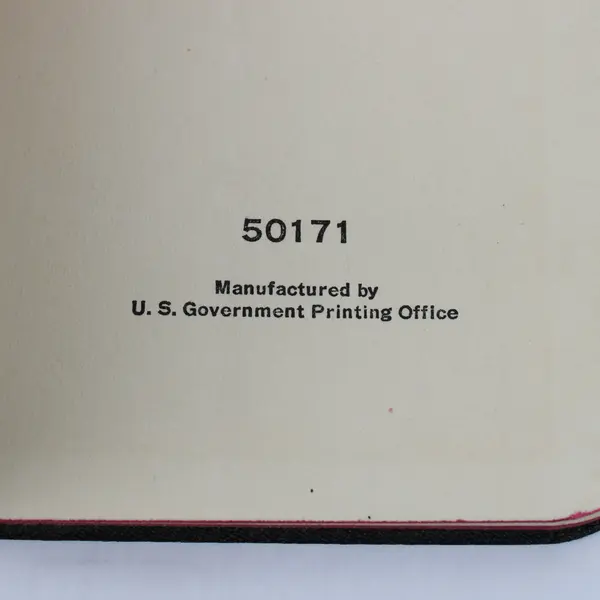 50171
Manufactured by
U. S. Government Printing Office